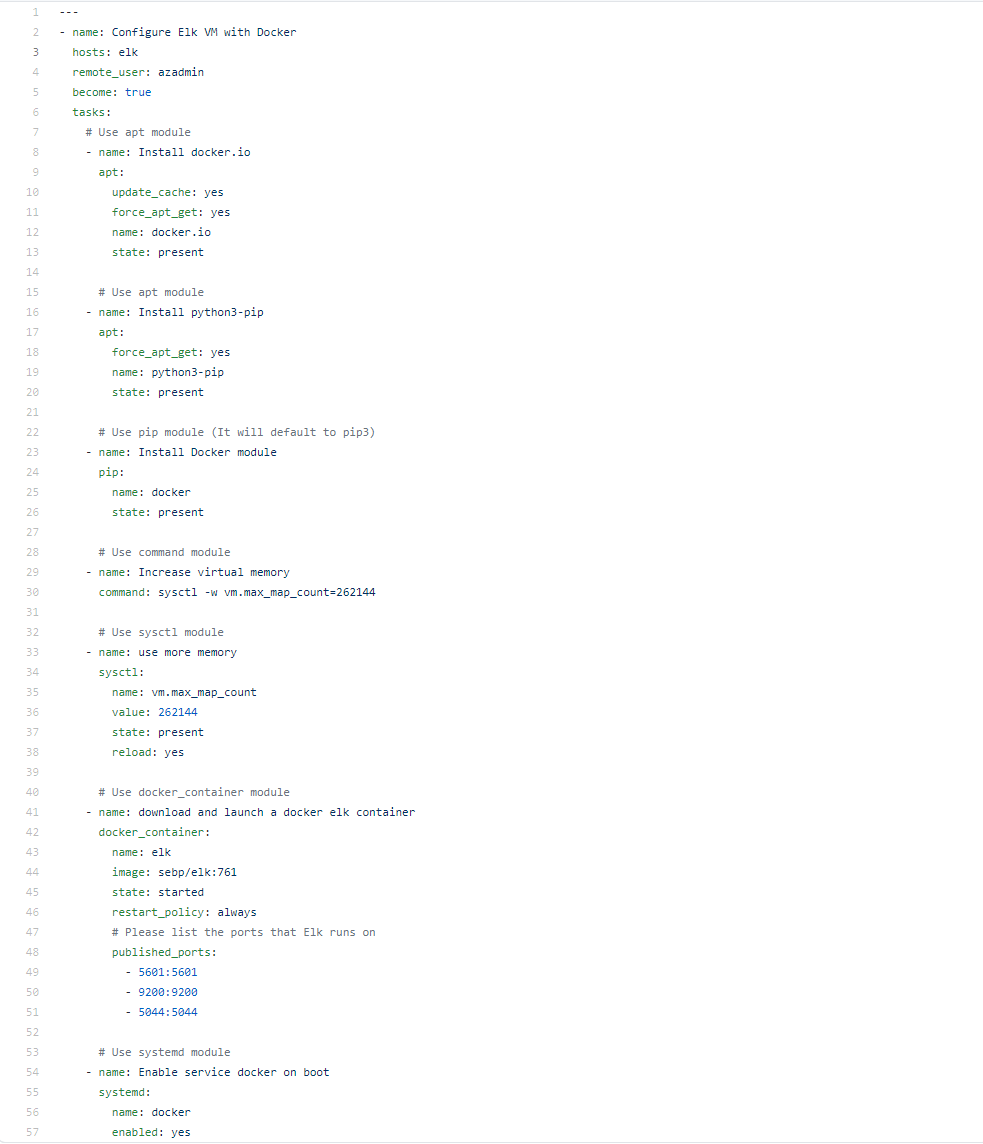 1 ---
2 - name: Configure Elk VM with Docker
3   hosts: elk
4   remote_user: azadmin
5   become: true
6   tasks:
7     # Use apt module
8     - name: Install docker.io
9       apt:
10         update_cache: yes
11         force_apt_get: yes
12         name: docker.io
13         state: present
14
15       # Use apt module
16     - name: Install python3-pip
17       apt:
18         force_apt_get: yes
19         name: python3-pip
20         state: present
21
22       # Use pip module (It will default to pip3)
23     - name: Install Docker module
24       pip:
25         name: docker
26         state: present
27
28       # Use command module
29     - name: Increase virtual memory
30       command: sysctl -w vm.max_map_count=262144
31
32       # Use sysctl module
33     - name: use more memory
34       sysctl:
35         name: vm.max_map_count
36         value: 262144
37         state: present
38         reload: yes
39
40       # Use docker_container module
41     - name: download and launch a docker elk container
42       docker_container:
43         name: elk
44         image: sebp/elk:761
45         state: started
46         restart_policy: always
47         # Please list the ports that Elk runs on
48         published_ports:
49           - 5601:5601
50           - 9200:9200
51           - 5044:5044
52
53       # Use systemd module
54     - name: Enable service docker on boot
55       systemd:
56         name: docker
57         enabled: yes